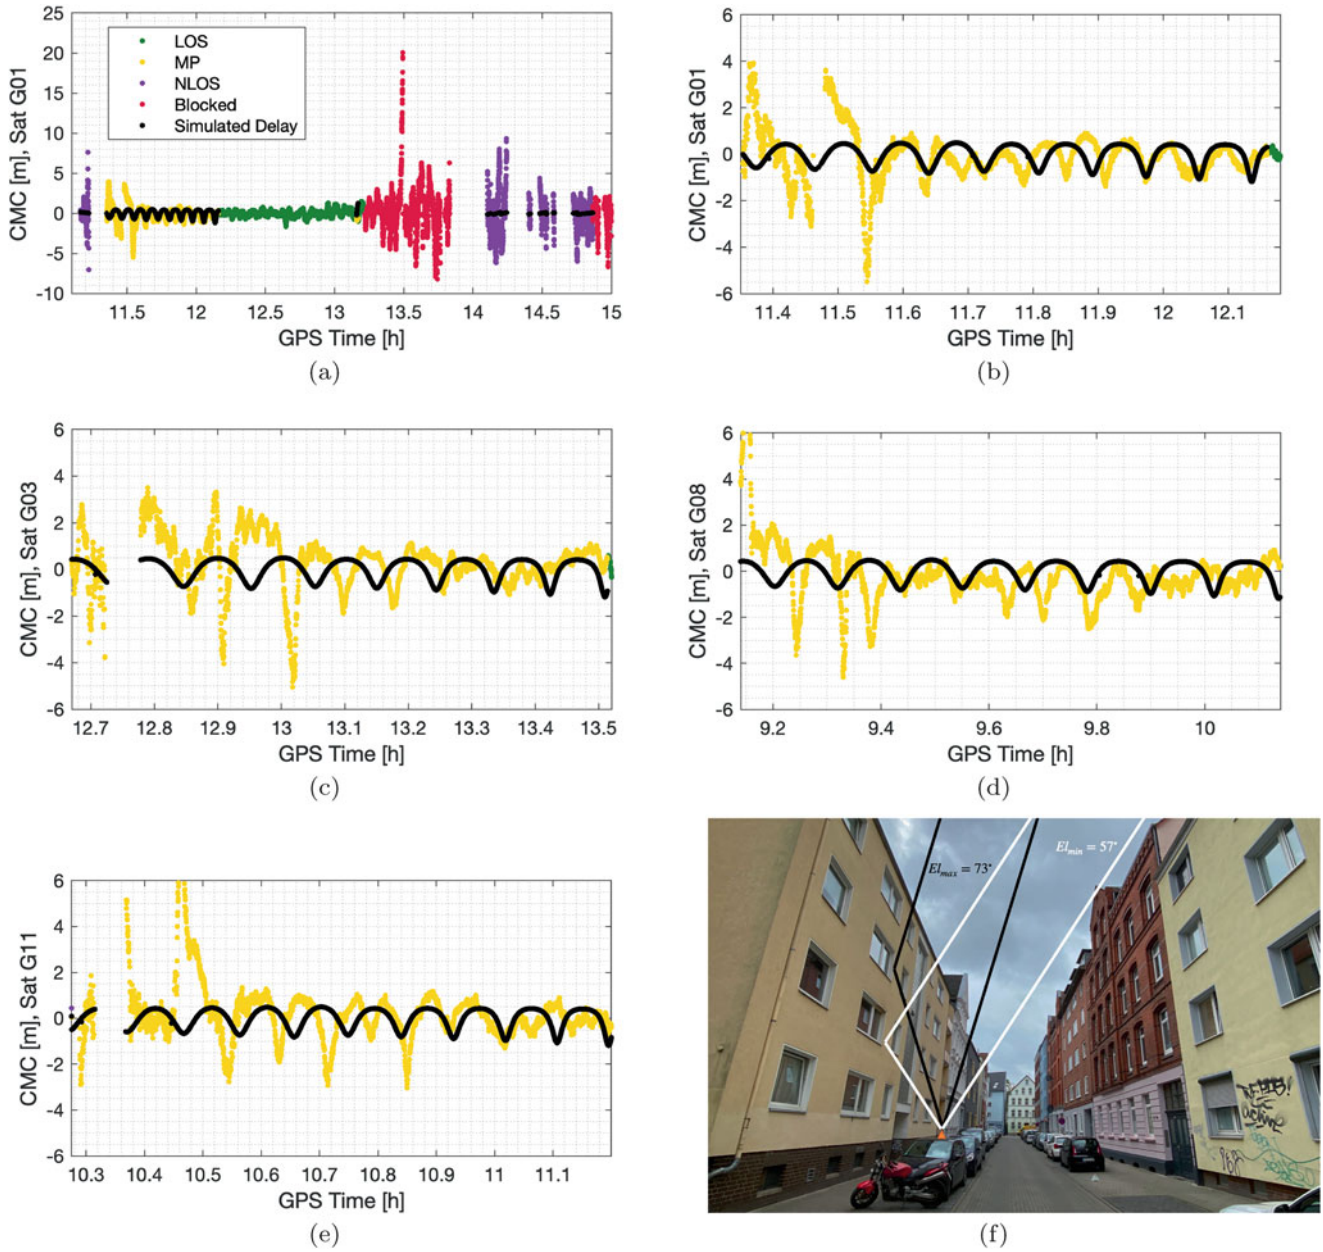 25
20
15
10
5
0
-5
-10
CMC [m], Sat G01
LOS
MP
NLOS
Blocked
Simulated Delay
11.5 12 12.5 13 13.5 14 14.5 15
GPS Time [h]
(a)
6
4
2
0
-2
-4
-6
CMC [m], Sat G01
11.4 11.5 11.6 11.7 11.8 11.9 12 12.1
GPS Time [h]
(b)
6
4
2
0
-2
-4
-6
CMC [m], Sat G03
12.7 12.8 12.9 13 13.1 13.2 13.3 13.4 13.5
GPS Time [h]
(c)
6
4
2
0
-2
-4
-6
CMC [m], Sat G08
9.2 9.4 9.6 9.8 10
GPS Time [h]
(d)
6
4
2
0
-2
-4
-6
CMC [m], Sat G11
10.3 10.4 10.5 10.6 10.7 10.8 10.9 11 11.1
GPS Time [h]
(e)
El_max = 73°
El_min = 57°
(f)